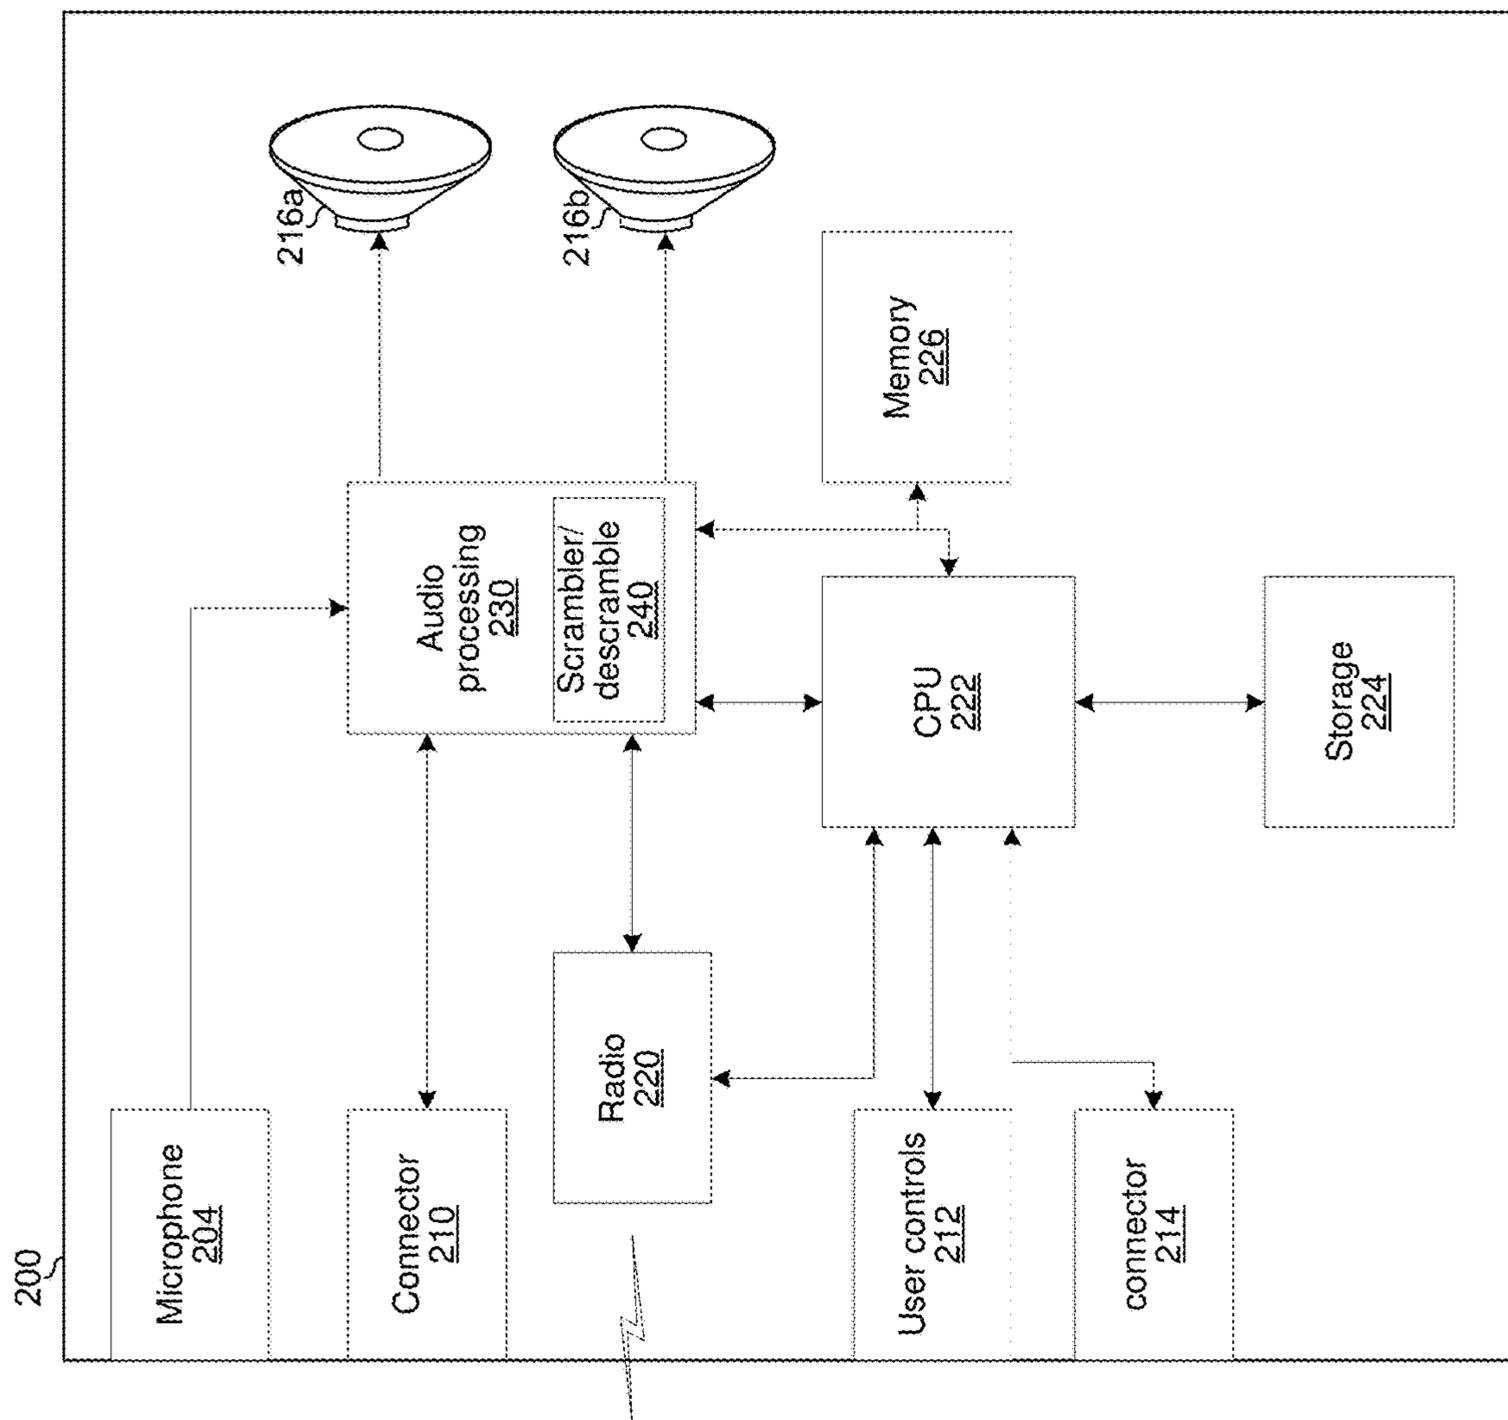 200
Microphone
204
Connector
210
Radio
220
User controls
212
connector
214
Audio
processing
230
Scrambler/
descramble
240
CPU
222
Storage
224
Memory
226
216a
216b